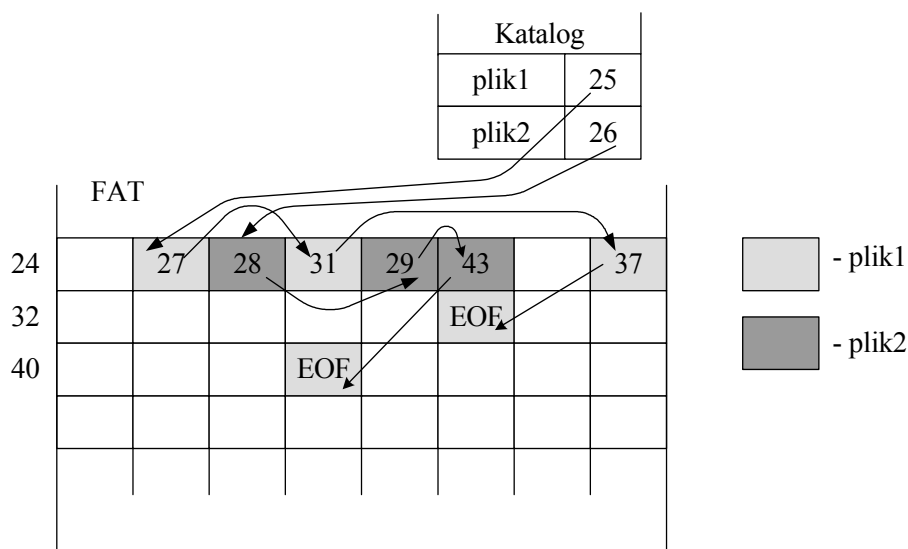 Katalog
plik1 25
plik2 26
FAT
24 27 28 31 29 43 37
32 EOF
40 EOF
- plik1
- plik2